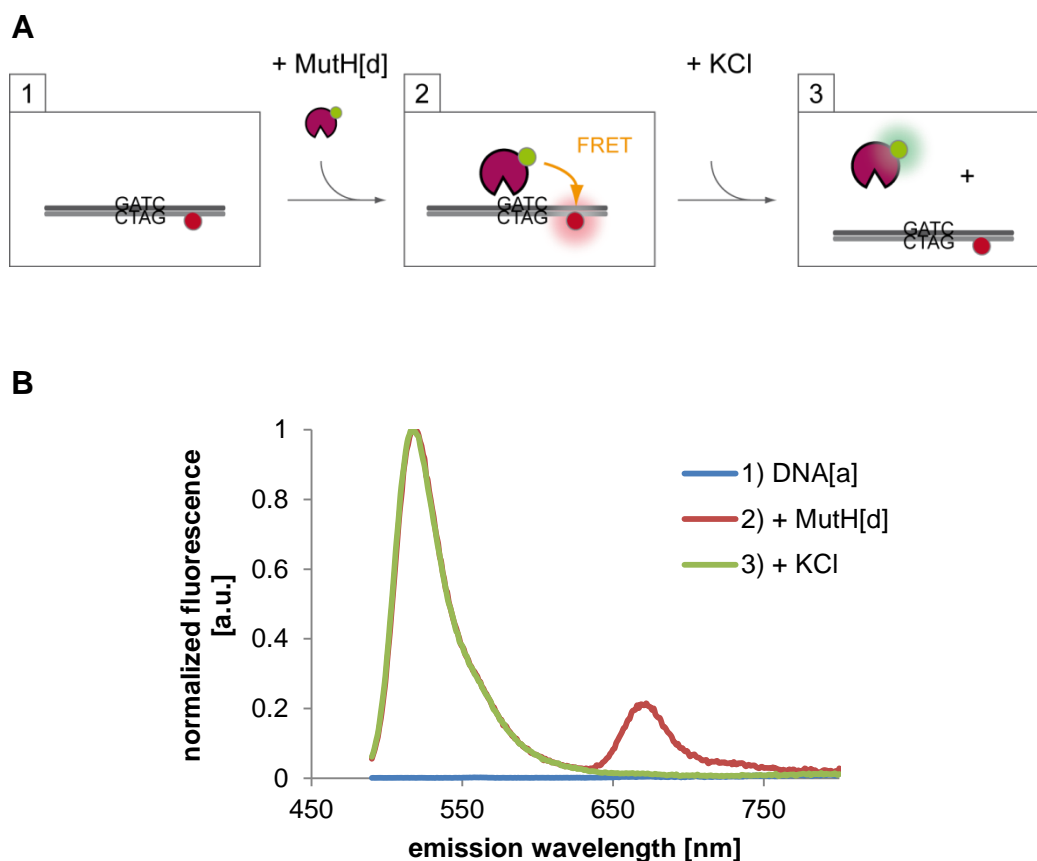 A
+ MutH[d]
+ KCl
1
2
3
FRET
+
GATC
CTAG
GATC
CTAG
GATC
CTAG
B
normalized fluorescence
[a.u.]
1
0.8
0.6
0.4
0.2
0
1) DNA[a]
2) + MutH[d]
3) + KCl
450
550
650
750
emission wavelength [nm]